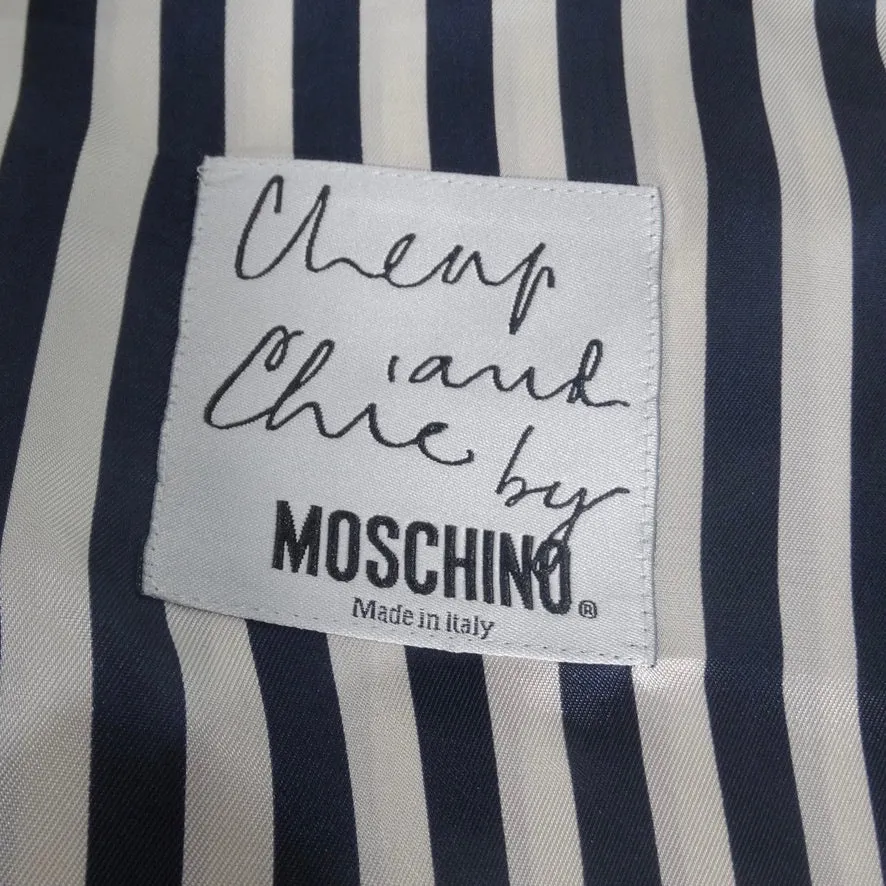 Cheap
and
Chic
by
MOSCHINO®
Made in Italy